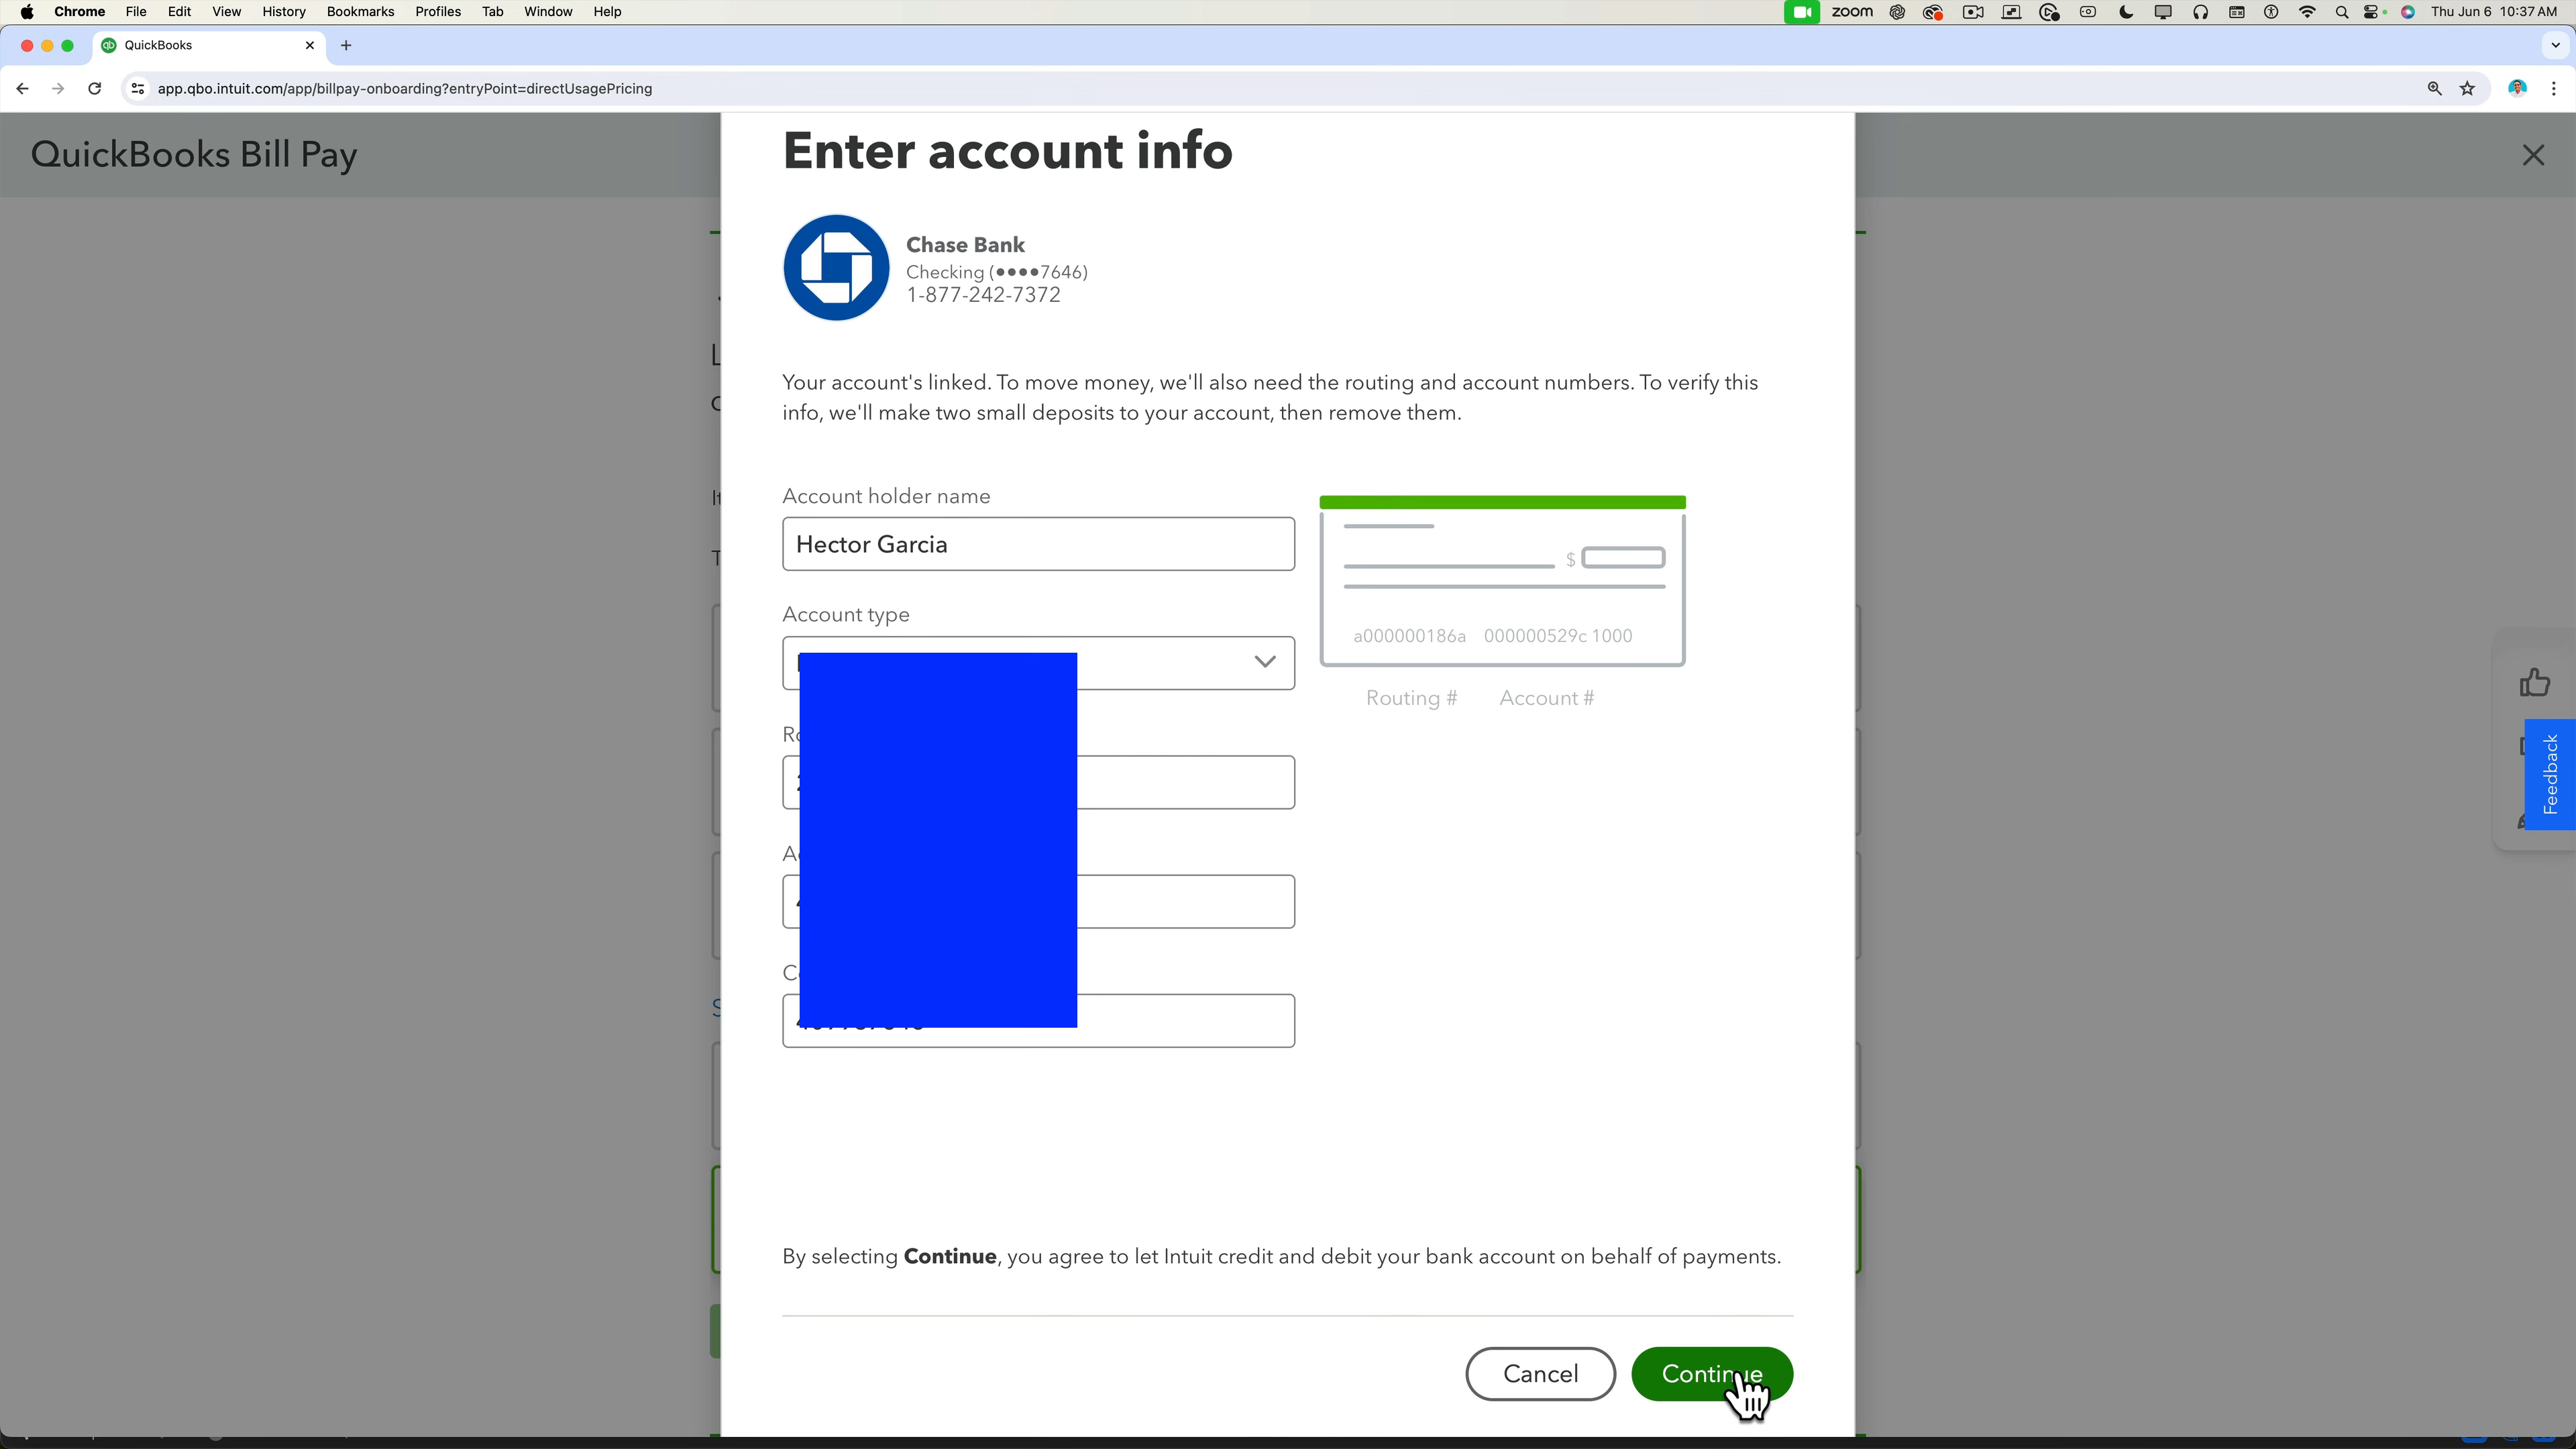 Chrome File Edit View History Bookmarks Profiles Tab Window Help
zoom
Thu Jun 6 10:37 AM
QuickBooks
app.qbo.intuit.com/app/billpay-onboarding?entryPoint=directUsagePricing
QuickBooks Bill Pay
Enter account info
Chase Bank
Checking (••••7646)
1-877-242-7372
Your account's linked. To move money, we'll also need the routing and account numbers. To verify this
info, we'll make two small deposits to your account, then remove them.
Account holder name
Hector Garcia
$
a000000186a 000000529c 1000
Routing # Account #
Account type
Feedback
By selecting Continue, you agree to let Intuit credit and debit your bank account on behalf of payments.
Cancel
Continue